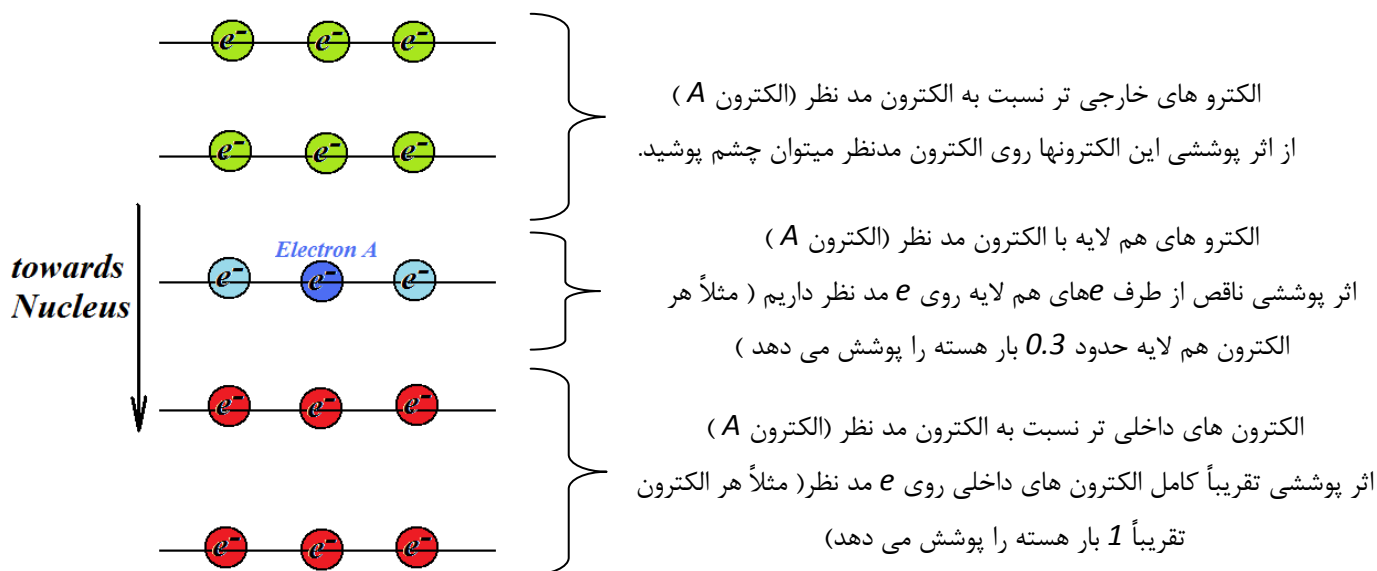 e-
e-
e-
الکترو های خارجی تر نسبت به الکترون مد نظر (الکترون A )
e-
e-
e-
از اثر پوششی این الکترونها روی الکترون مدنظر میتوان چشم پوشید.
Electron A
الکترو های هم لایه با الکترون مد نظر (الکترون A )
towards
Nucleus
e-
e-
e-
اثر پوششی ناقص از طرف eهای هم لایه روی e مد نظر داریم ( مثلاً هر
الکترون هم لایه حدود 0.3 بار هسته را پوشش می دهد )
e-
e-
e-
الکترون های داخلی تر نسبت به الکترون مد نظر (الکترون A )
اثر پوششی تقریباً کامل الکترون های داخلی روی e مد نظر( مثلاً هر الکترون
تقریباً 1 بار هسته را پوشش می دهد)
e-
e-
e-